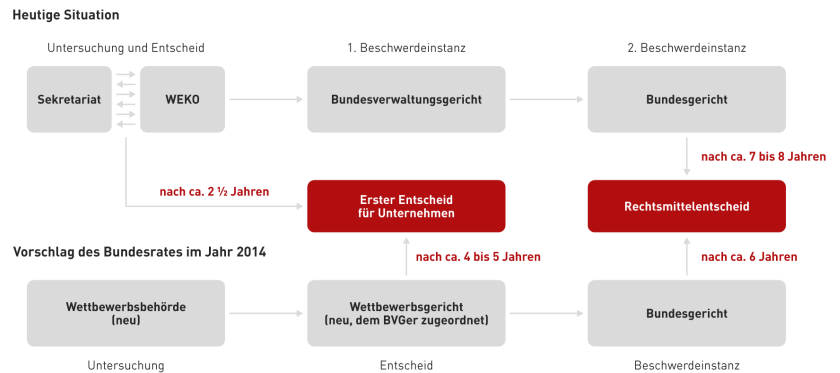 Heutige Situation
Untersuchung und Entscheid
1. Beschwerdeinstanz
2. Beschwerdeinstanz
Sekretariat
WEKO
Bundesverwaltungsgericht
Bundesgericht
nach ca. 7 bis 8 Jahren
nach ca. 2 ½ Jahren
Erster Entscheid
für Unternehmen
Rechtsmittelentscheid
Vorschlag des Bundesrates im Jahr 2014
nach ca. 4 bis 5 Jahren
nach ca. 6 Jahren
Wettbewerbsbehörde
(neu)
Wettbewerbsgericht
(neu, dem BVGer zugeordnet)
Bundesgericht
Untersuchung
Entscheid
Beschwerdeinstanz